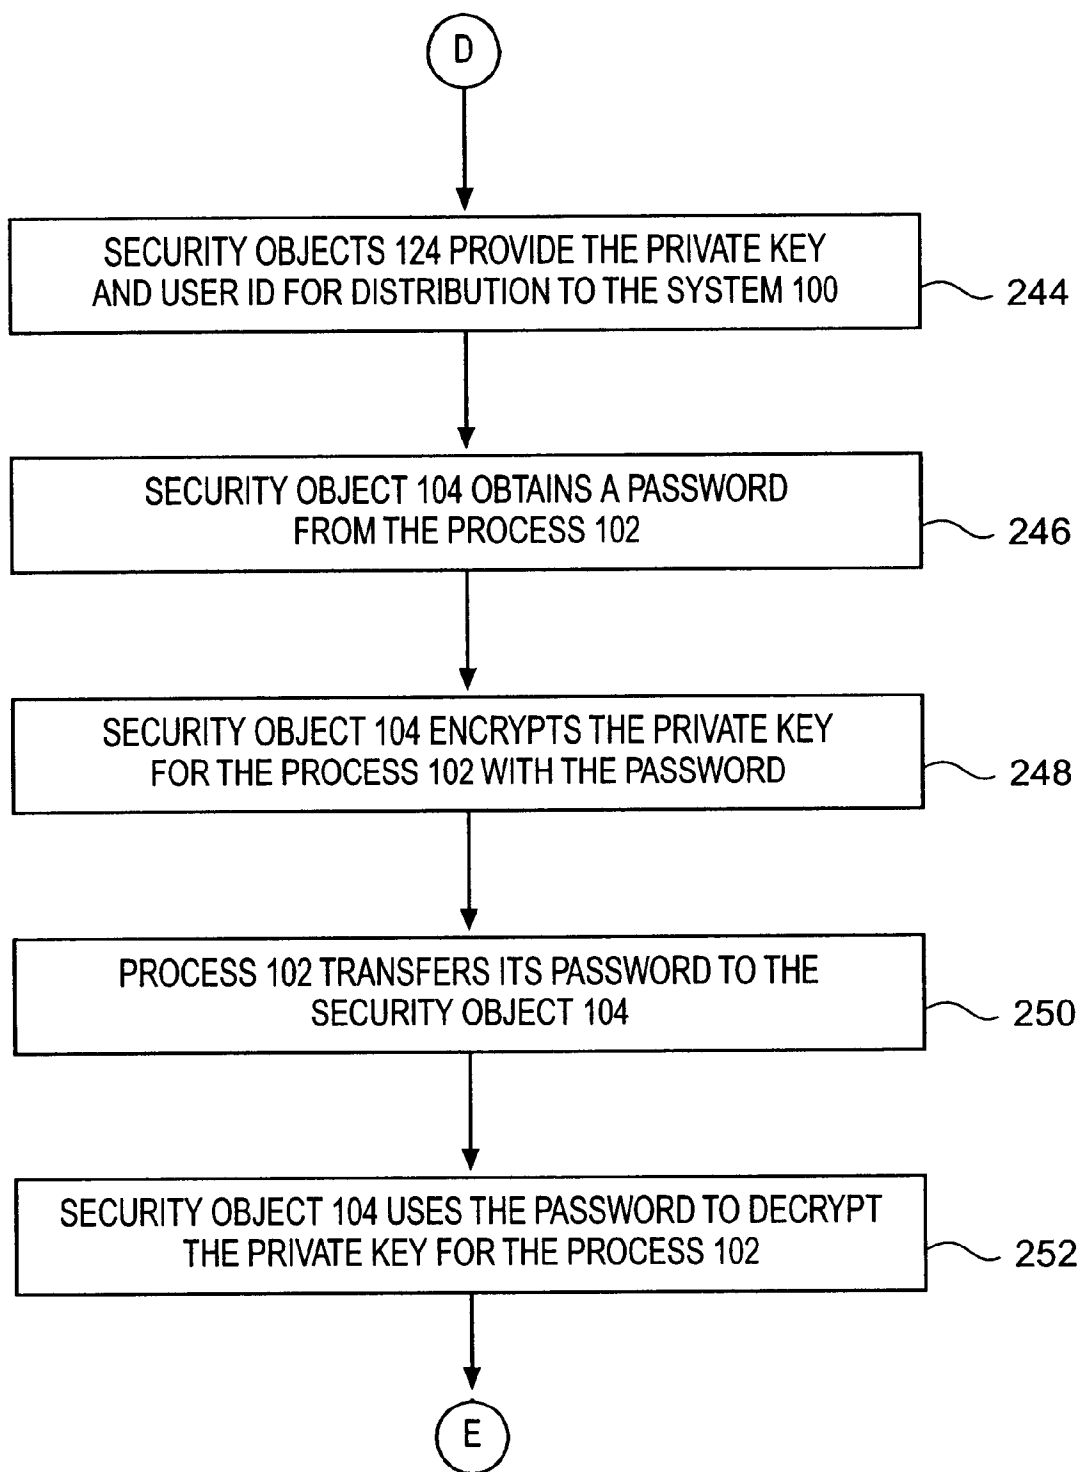 D
SECURITY OBJECTS 124 PROVIDE THE PRIVATE KEY
AND USER ID FOR DISTRIBUTION TO THE SYSTEM 100
244
SECURITY OBJECT 104 OBTAINS A PASSWORD
FROM THE PROCESS 102
246
SECURITY OBJECT 104 ENCRYPTS THE PRIVATE KEY
FOR THE PROCESS 102 WITH THE PASSWORD
248
PROCESS 102 TRANSFERS ITS PASSWORD TO THE
SECURITY OBJECT 104
250
SECURITY OBJECT 104 USES THE PASSWORD TO DECRYPT
THE PRIVATE KEY FOR THE PROCESS 102
252
E